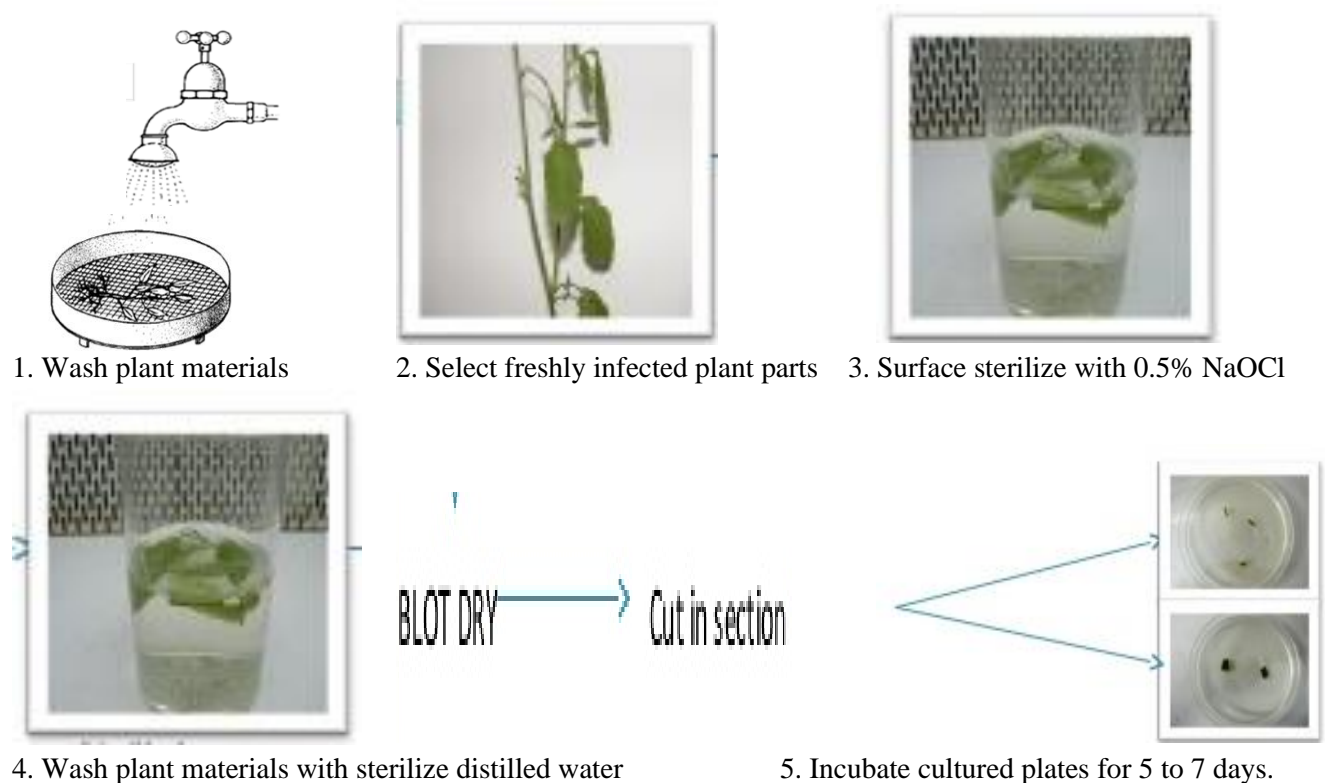 1. Wash plant materials
2. Select freshly infected plant parts
3. Surface sterilize with 0.5% NaOCl
BLOT DRY
Cut in section
4. Wash plant materials with sterilize distilled water
5. Incubate cultured plates for 5 to 7 days.